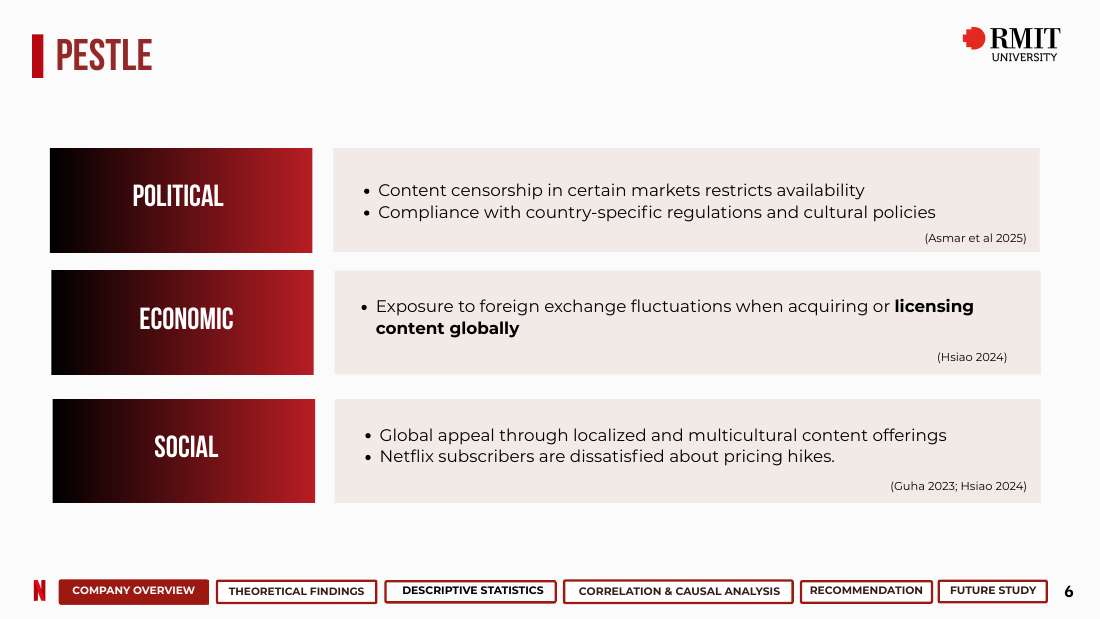 PESTLE
RMIT
UNIVERSITY
POLITICAL
• Content censorship in certain markets restricts availability
• Compliance with country-specific regulations and cultural policies
(Asmar et al 2025)
ECONOMIC
• Exposure to foreign exchange fluctuations when acquiring or licensing
content globally
(Hsiao 2024)
SOCIAL
• Global appeal through localized and multicultural content offerings
• Netflix subscribers are dissatisfied about pricing hikes.
(Guha 2023; Hsiao 2024)
N COMPANY OVERVIEW THEORETICAL FINDINGS DESCRIPTIVE STATISTICS CORRELATION & CAUSAL ANALYSIS RECOMMENDATION FUTURE STUDY 6